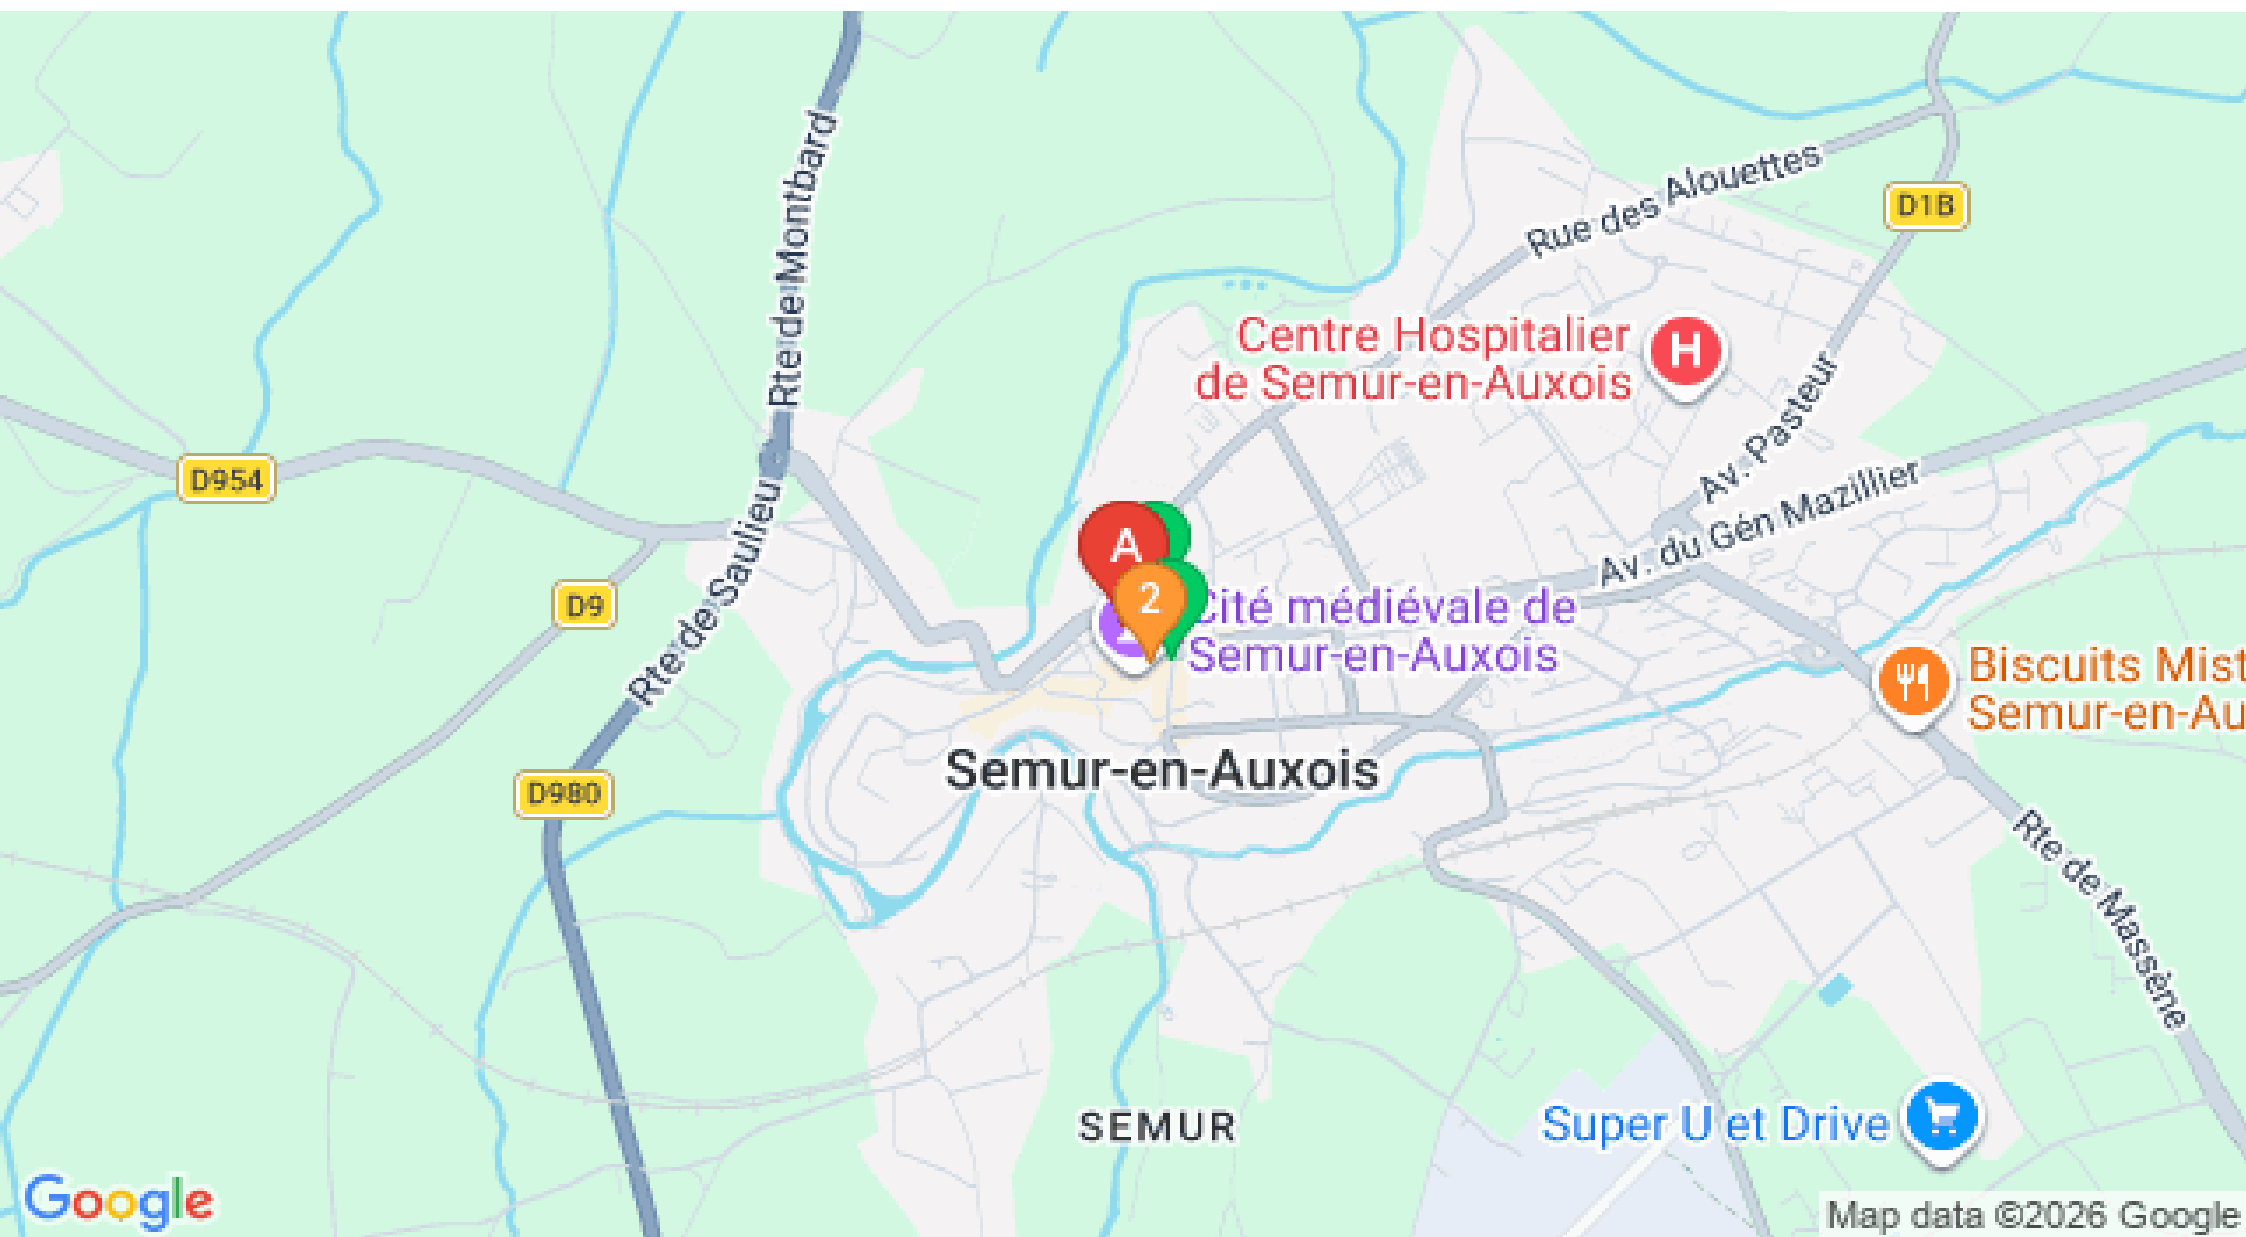 Rte de Montbard
Rue des Alouettes
D1B
Centre Hospitalier
de Semur-en-Auxois
H
Av. Pasteur
D954
Av. du Gén Mazillier
Rte de Saulieu
A
D9
2
Cité médiévale de
Semur-en-Auxois
Biscuits Mist
Semur-en-Au
Semur-en-Auxois
D980
Rte de Massène
SEMUR
Super U et Drive
Google
Map data ©2026 Google